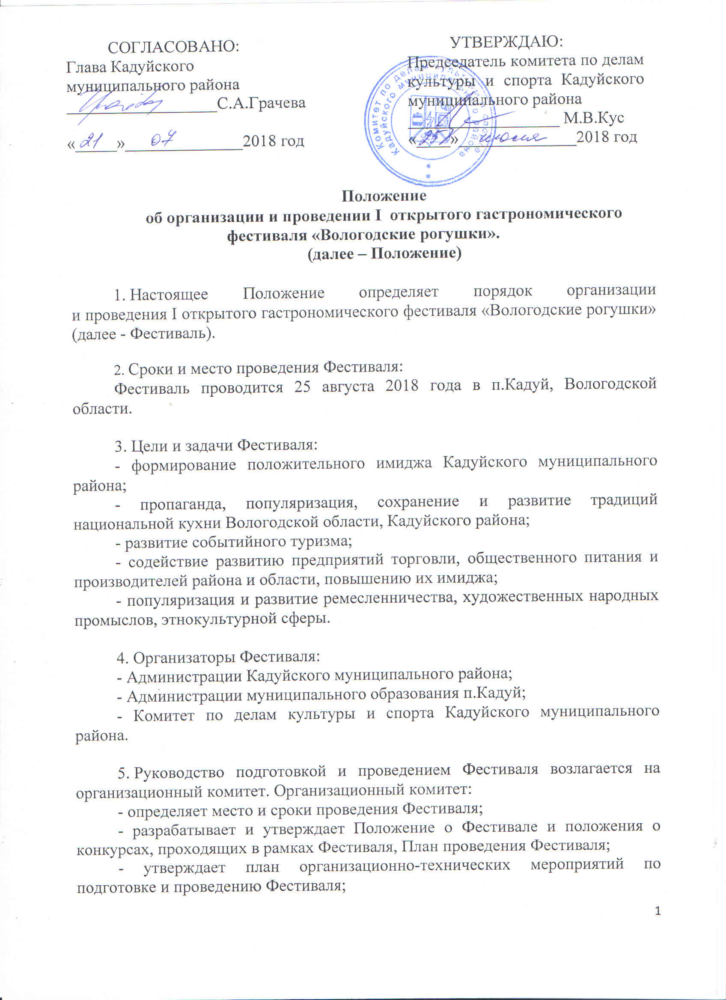 СОГЛАСОВАНО:
Глава Кадуйского
муниципального района
С.А.Грачева
«21» 07 2018 год
УТВЕРЖДАЮ:
Председатель комитета по делам
культуры и спорта Кадуйского
муниципального района
М.В.Кус
«25» 2018 год
Комитет по делам культуры и спорта
Кадуйского муниципального района
Положение
об организации и проведении I открытого гастрономического
фестиваля «Вологодские рогушки».
(далее – Положение)
1. Настоящее Положение определяет порядок организации
и проведения I открытого гастрономического фестиваля «Вологодские рогушки»
(далее - Фестиваль).
2. Сроки и место проведения Фестиваля:
Фестиваль проводится 25 августа 2018 года в п.Кадуй, Вологодской
области.
3. Цели и задачи Фестиваля:
- формирование положительного имиджа Кадуйского муниципального
района;
- пропаганда, популяризация, сохранение и развитие традиций
национальной кухни Вологодской области, Кадуйского района;
- развитие событийного туризма;
- содействие развитию предприятий торговли, общественного питания и
производителей района и области, повышению их имиджа;
- популяризация и развитие ремесленничества, художественных народных
промыслов, этнокультурной сферы.
4. Организаторы Фестиваля:
- Администрации Кадуйского муниципального района;
- Администрации муниципального образования п.Кадуй;
- Комитет по делам культуры и спорта Кадуйского муниципального
района.
5. Руководство подготовкой и проведением Фестиваля возлагается на
организационный комитет. Организационный комитет:
- определяет место и сроки проведения Фестиваля;
- разрабатывает и утверждает Положение о Фестивале и положения о
конкурсах, проходящих в рамках Фестиваля, План проведения Фестиваля;
- утверждает план организационно-технических мероприятий по
подготовке и проведению Фестиваля;
1